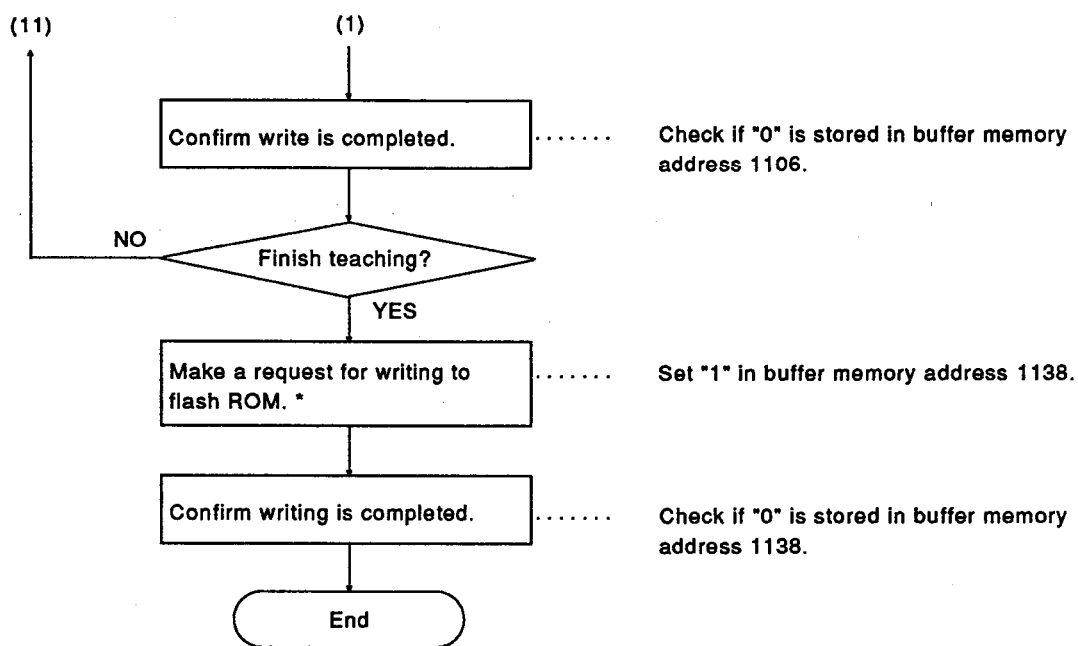 (11)
(1)
Confirm write is completed.
.......
Check if "0" is stored in buffer memory
address 1106.
NO
Finish teaching?
YES
Make a request for writing to
flash ROM. *
.......
Set "1" in buffer memory address 1138.
Confirm writing is completed.
.......
Check if "0" is stored in buffer memory
address 1138.
End